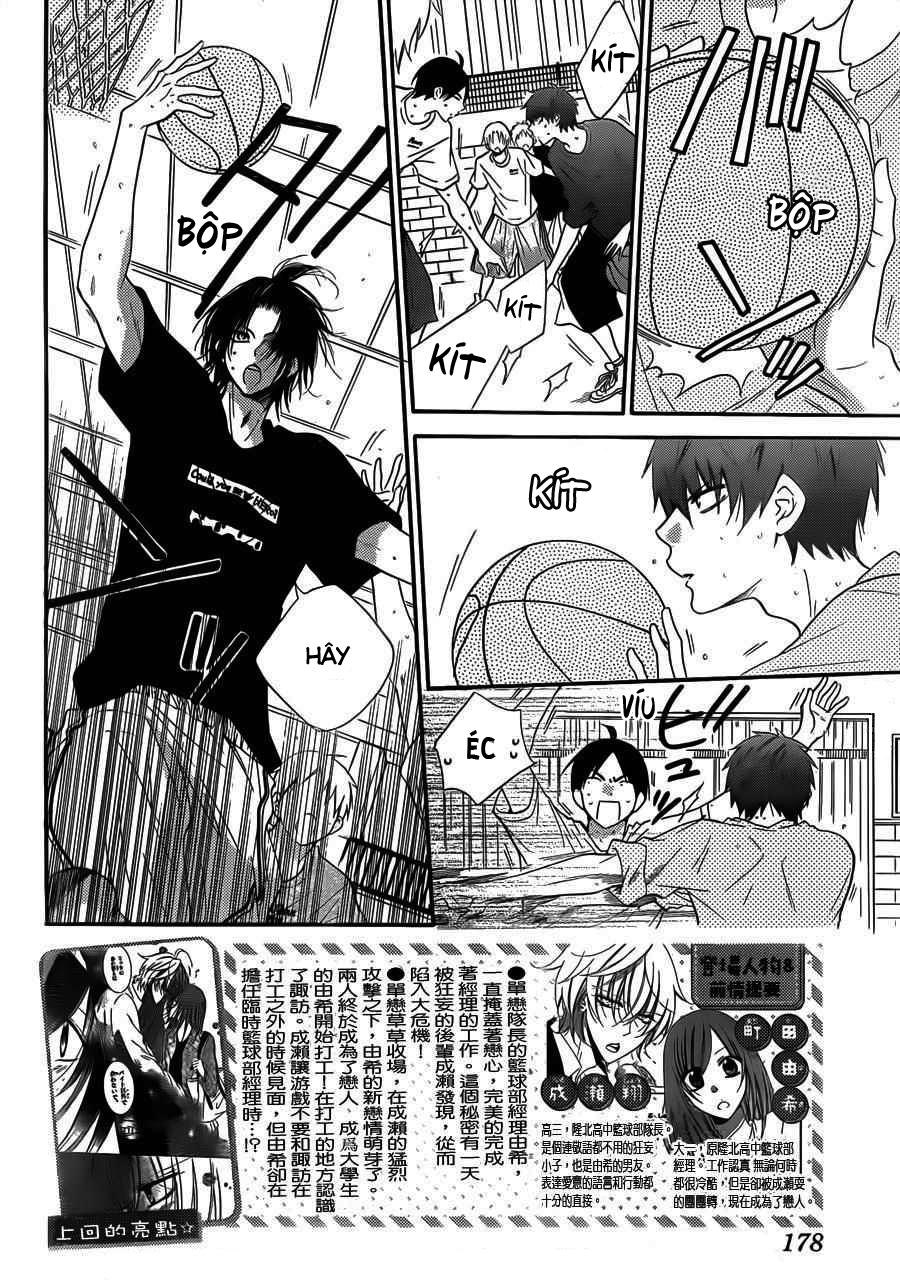 BỘP
KÍT
KÍT
KÍT
BỘP
KÍT
VÍU
ビュッ
ÉC
HÂY
登場人物&
前情提要
町田由希
大一，原隆北高中籃球部
經理。工作認真 無論何時
都很冷酷，但是卻被成瀨耍
的團團轉，現在成為了戀人。
成瀨翔
高三，隆北高中籃球部隊長。
是個連敬語都不用的狂妄
小子，也是由希的男友。
表達愛意的語言和行動都
十分的直接。
●單戀隊長的籃球部經理由希，
一直掩蓋著戀心，完美的完成
著經理的工作。這個秘密有一天
被狂妄的後輩成瀨發現，從而
陷入大危機！
●單戀草草收場，在成瀨的猛烈
攻擊之下，由希的新戀情萌芽了。
兩人終於成為了戀人、成爲大學生
的由希開始打工！在打工的地方認識
了諏訪。成瀨讓游戲不要和諏訪在
打工之外的時候見面，但由希卻在
擔任臨時籃球部經理時…!?
上回的亮點☆
178